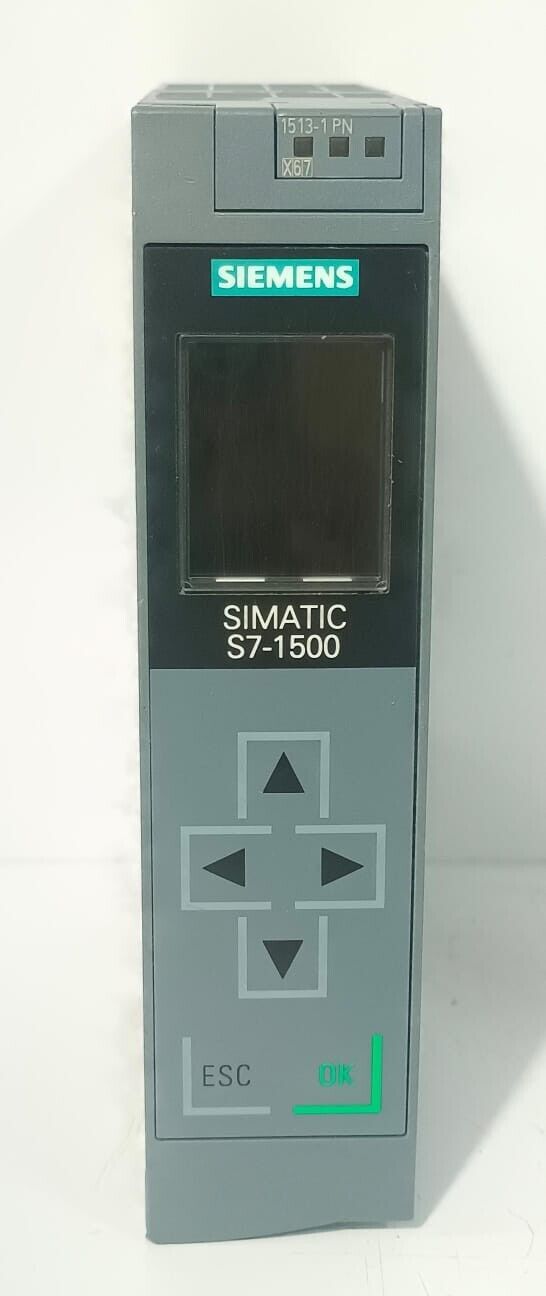 1513-1 PN
X67
SIEMENS
SIMATIC
S7-1500
ESC
OK